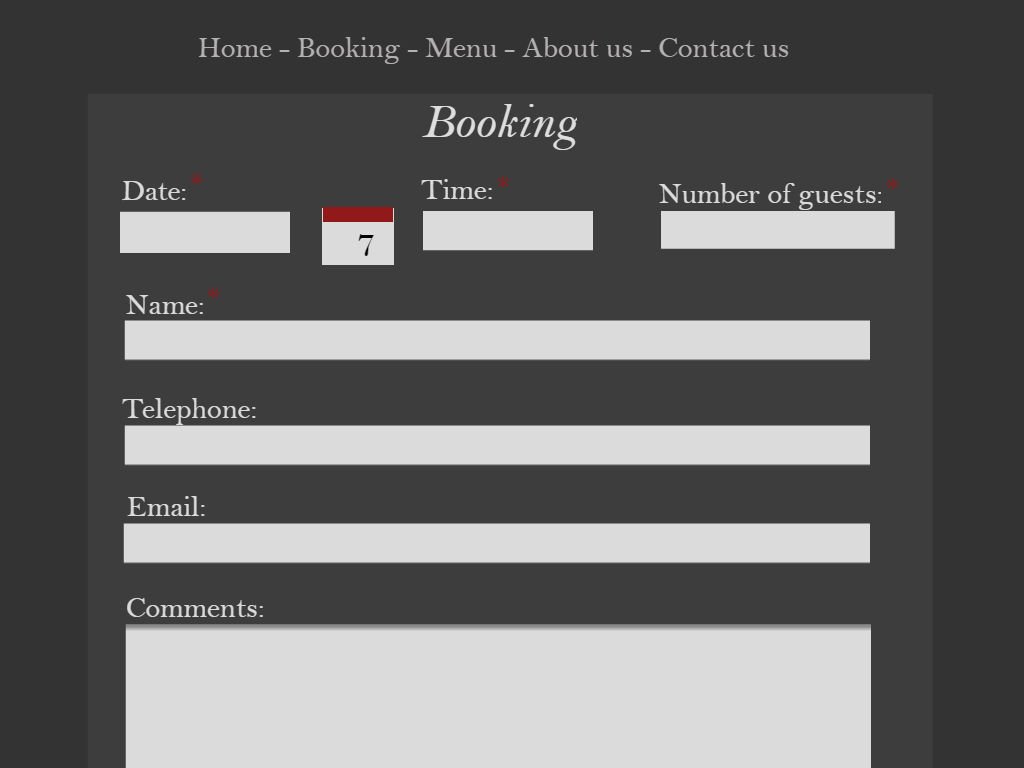 Home - Booking - Menu - About us - Contact us
Booking
Date:* Time:* Number of guests:*
7
Name:*
Telephone:
Email:
Comments: